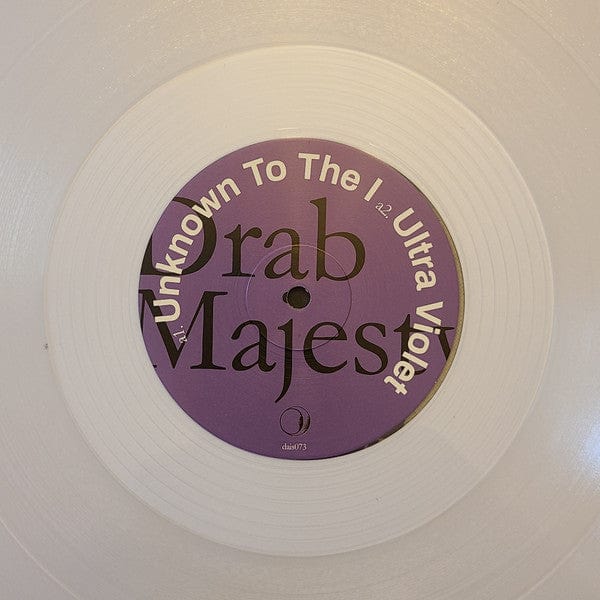 a1. Unknown To The I
a2. Ultra Violet
Drab
Majesty
dais073